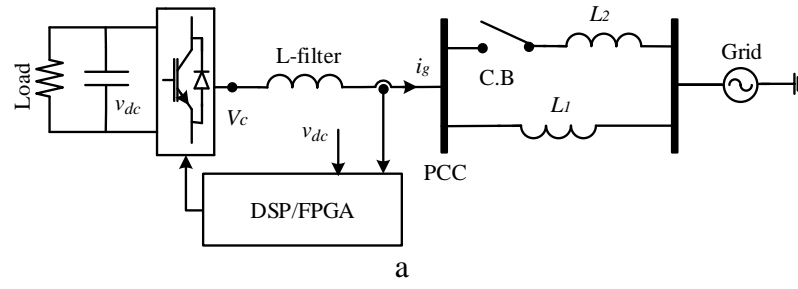 Load
v_dc
V_c
L-filter
i_g
C.B
L_2
Grid
v_dc
L_1
PCC
DSP/FPGA
a